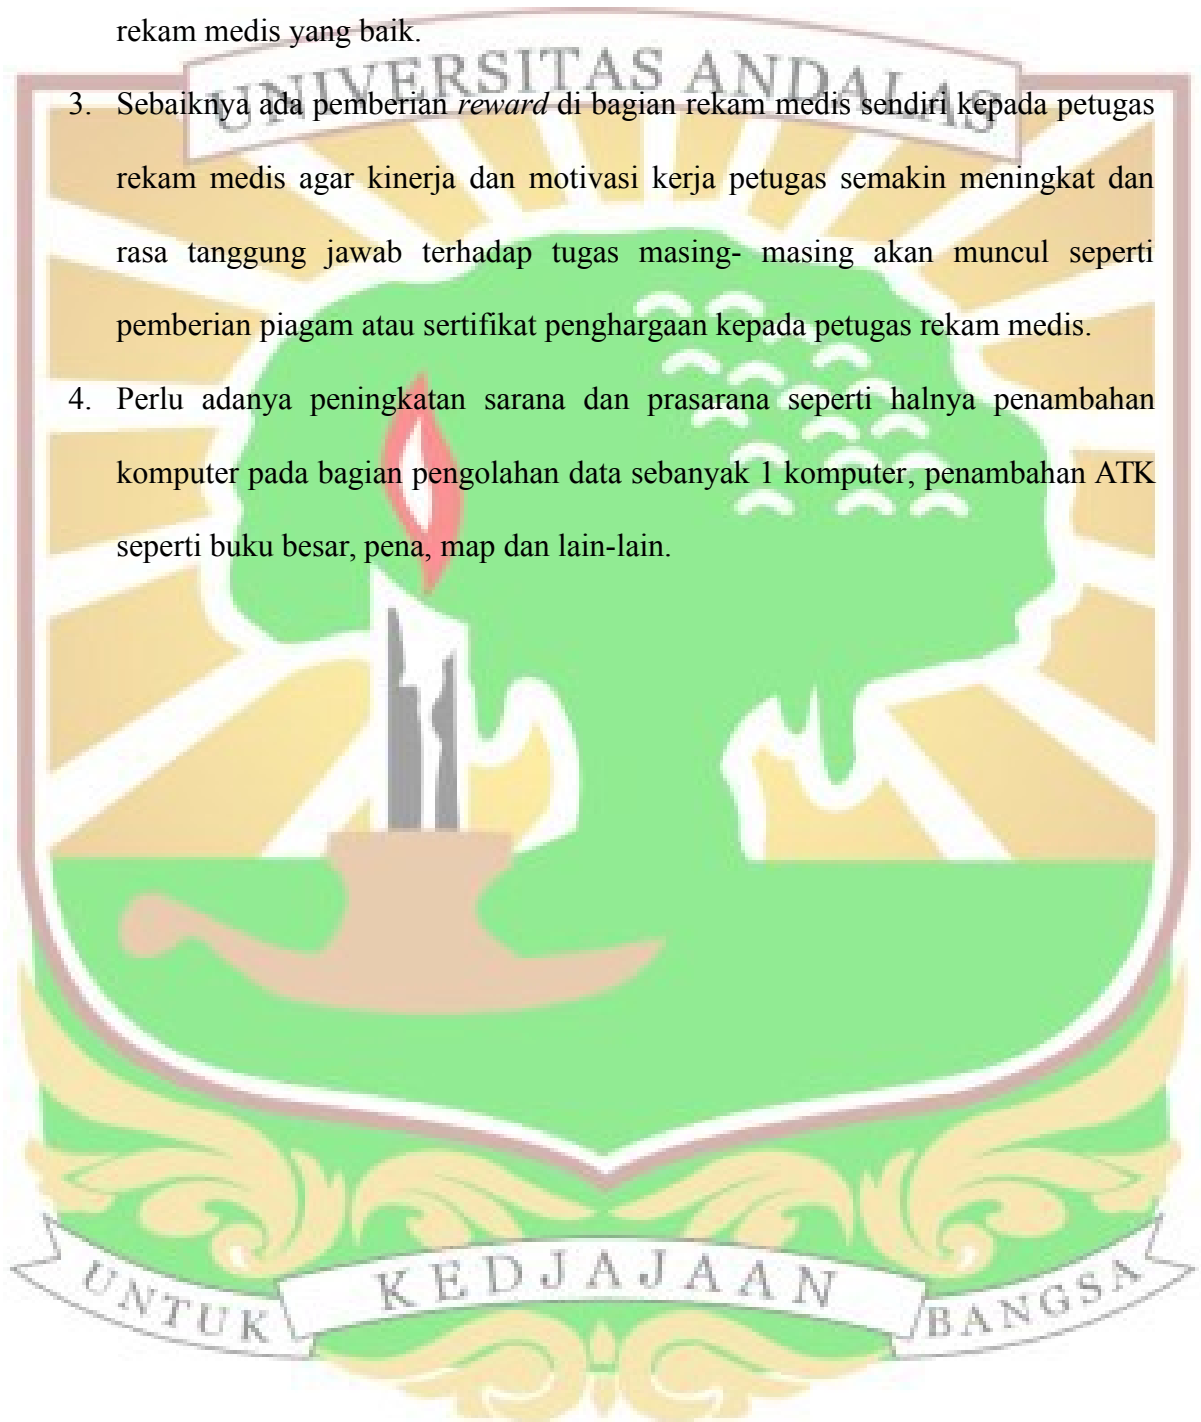 rekam medis yang baik.
UNIVERSITAS ANDALAS
3. Sebaiknya ada pemberian reward di bagian rekam medis sendiri kepada petugas
rekam medis agar kinerja dan motivasi kerja petugas semakin meningkat dan
rasa tanggung jawab terhadap tugas masing- masing akan muncul seperti
pemberian piagam atau sertifikat penghargaan kepada petugas rekam medis.
4. Perlu adanya peningkatan sarana dan prasarana seperti halnya penambahan
komputer pada bagian pengolahan data sebanyak 1 komputer, penambahan ATK
seperti buku besar, pena, map dan lain-lain.
UNTUK KEDJAJAAN BANGSA